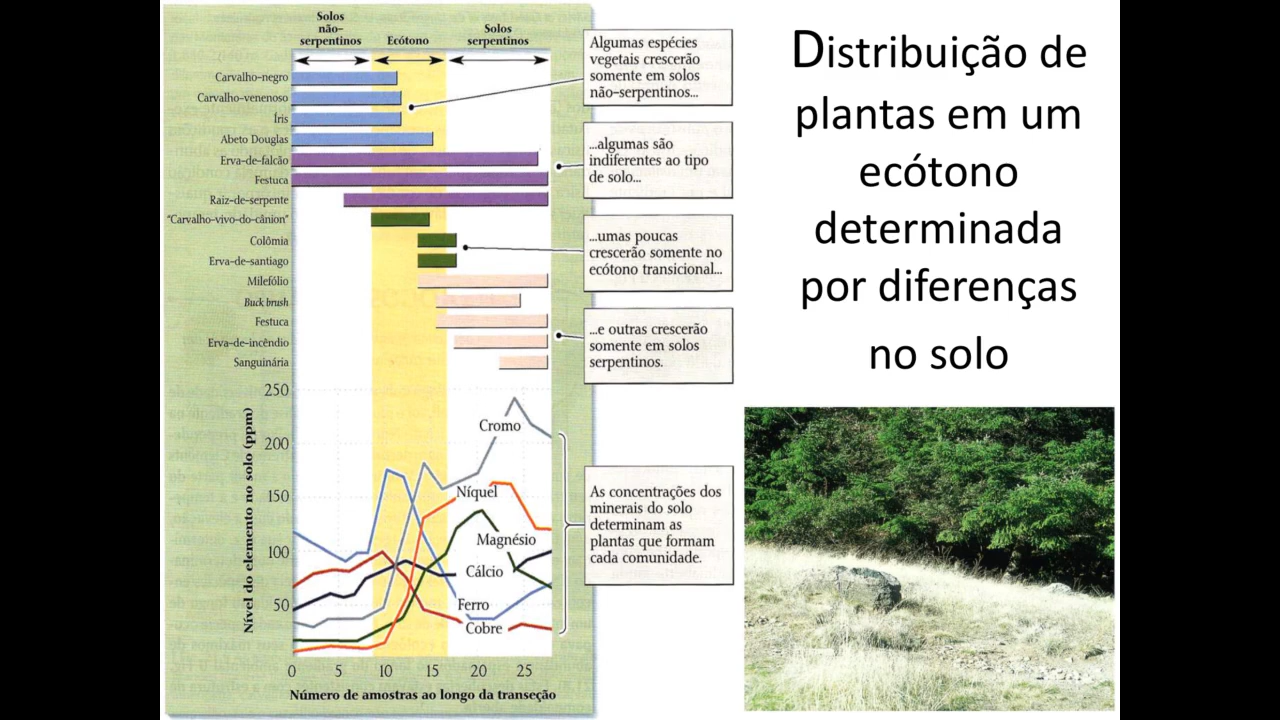 Solos
não-
serpentinos
Ecótono
Solos
serpentinos
Carvalho-negro
Carvalho-venenoso
Íris
Abeto Douglas
Erva-de-falcão
Festuca
Raiz-de-serpente
"Carvalho-vivo-do-cânion"
Colômia
Erva-de-santiago
Milefólio
Buck brush
Festuca
Erva-de-incêndio
Sanguinária
Algumas espécies
vegetais crescerão
somente em solos
não-serpentinos...
...algumas são
indiferentes ao tipo
de solo...
...umas poucas
crescerão somente no
ecótono transicional...
...e outras crescerão
somente em solos
serpentinos.
Nível do elemento no solo (ppm)
250
200
150
100
50
Cromo
Níquel
Magnésio
Cálcio
Ferro
Cobre
As concentrações dos
minerais do solo
determinam as
plantas que formam
cada comunidade.
0 5 10 15 20 25
Número de amostras ao longo da transeção
Distribuição de
plantas em um
ecótono
determinada
por diferenças
no solo